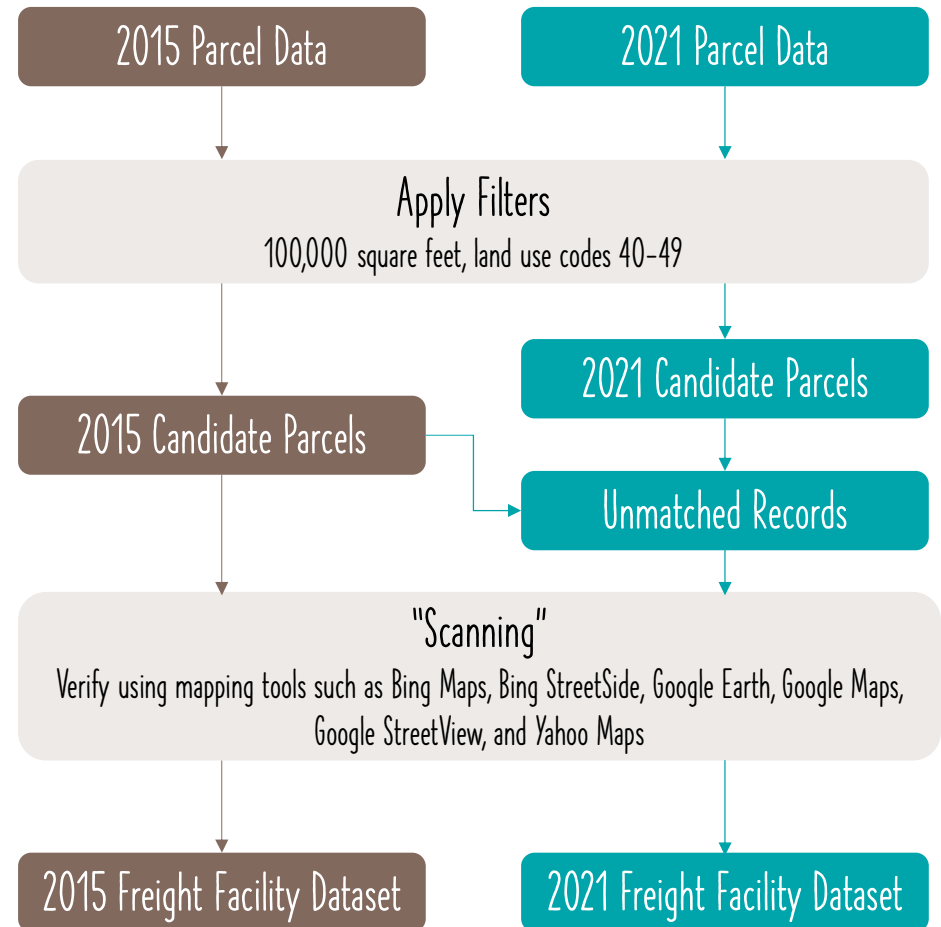 2015 Parcel Data
2021 Parcel Data
Apply Filters
100,000 square feet, land use codes 40-49
2021 Candidate Parcels
2015 Candidate Parcels
Unmatched Records
"Scanning"
Verify using mapping tools such as Bing Maps, Bing StreetSide, Google Earth, Google Maps,
Google StreetView, and Yahoo Maps
2015 Freight Facility Dataset
2021 Freight Facility Dataset